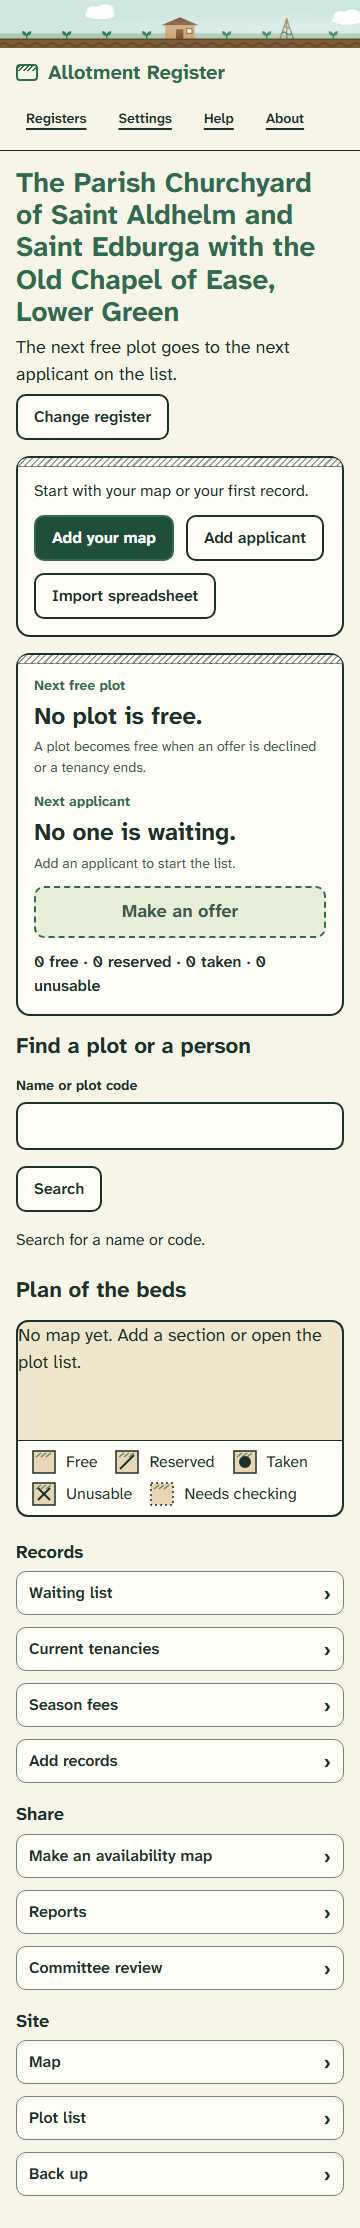 Allotment Register
Registers Settings Help About
The Parish Churchyard
of Saint Aldhelm and
Saint Edburga with the
Old Chapel of Ease,
Lower Green
The next free plot goes to the next
applicant on the list.
Change register
Start with your map or your first record.
Add your map Add applicant
Import spreadsheet
Next free plot
No plot is free.
A plot becomes free when an offer is declined
or a tenancy ends.
Next applicant
No one is waiting.
Add an applicant to start the list.
Make an offer
0 free · 0 reserved · 0 taken · 0
unusable
Find a plot or a person
Name or plot code
Search
Search for a name or code.
Plan of the beds
No map yet. Add a section or open the
plot list.
Free Reserved Taken
Unusable Needs checking
Records
Waiting list ›
Current tenancies ›
Season fees ›
Add records ›
Share
Make an availability map ›
Reports ›
Committee review ›
Site
Map ›
Plot list ›
Back up ›